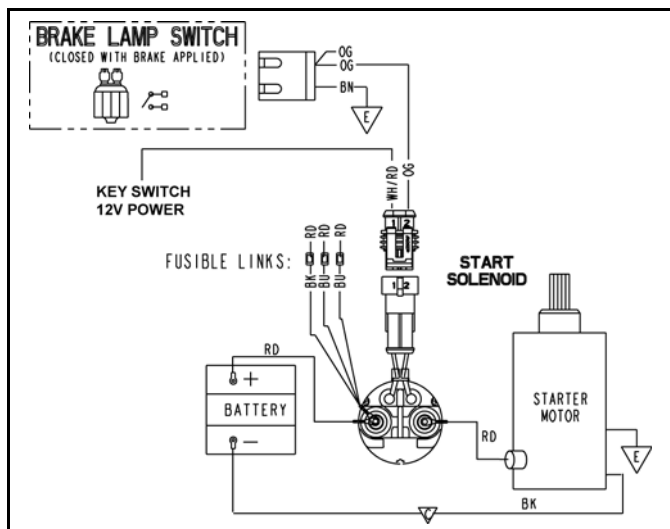 BRAKE LAMP SWITCH
(CLOSED WITH BRAKE APPLIED)
OG
OG
BN
E
KEY SWITCH
12V POWER
WH/RD
OG
1 2
FUSIBLE LINKS:
RD
RD
RD
BK
BU
BU
START
SOLENOID
1 2
RD
+
BATTERY
-
STARTER
MOTOR
RD
E
BK
C